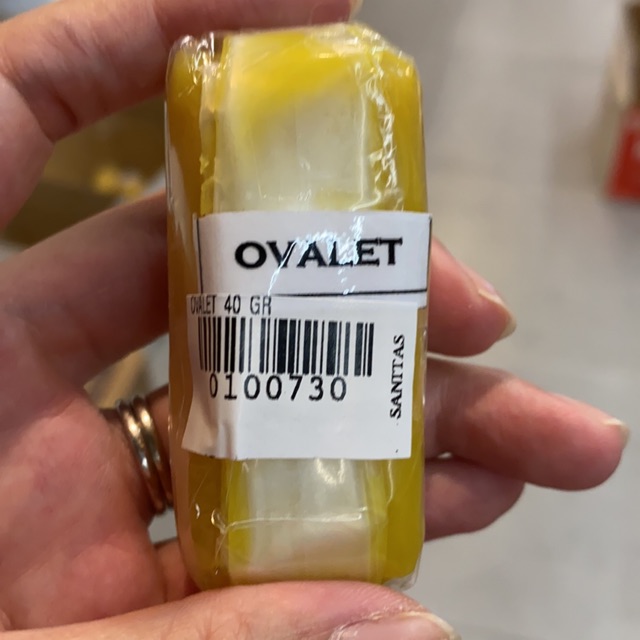 OVALET
OVALET 40 GR
0100730
SANITAS